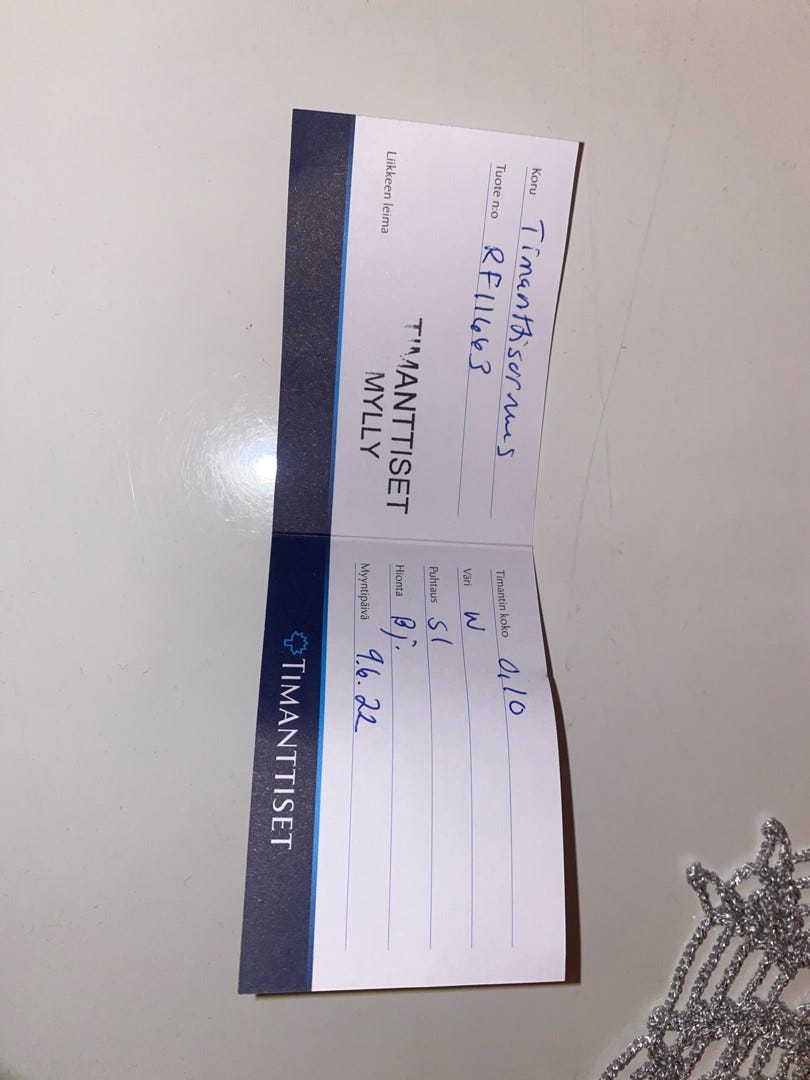 Koru Timanttisormus
Tuote n:o RF11663
Liikkeen leima
TIMANTTISET
MYLLY
Timantin koko 0,10
Väri W
Puhtaus SI
Hionta Bj.
Myyntipäivä 9.6.22
TIMANTTISET